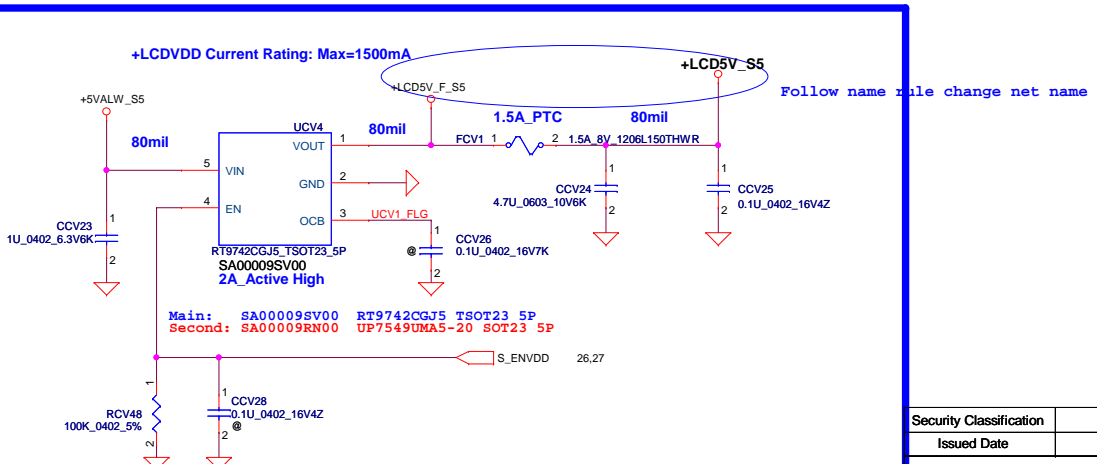 +LCDVDD Current Rating: Max=1500mA
+LCD5V_S5
+LCD5V_F_S5
Follow name rule change net name
+5VALW_S5
80mil
UCV4
VOUT
1
80mil
1.5A_PTC
80mil
FCV1
1
2
1.5A_8V_1206L150THWR
5
VIN
GND
2
4
EN
OCB
3
UCV1_FLG
CCV24
4.7U_0603_10V6K
1
2
1
2
CCV25
0.1U_0402_16V4Z
CCV23
1U_0402_6.3V6K
1
2
RT9742CGJ5_TSOT23_5P
SA00009SV00
2A_Active High
1
CCV26
@
0.1U_0402_16V7K
2
Main: SA00009SV00 RT9742CGJ5 TSOT23 5P
Second: SA00009RN00 UP7549UMA5-20 SOT23 5P
S_ENVDD
26,27
1
RCV48
100K_0402_5%
2
1
CCV28
0.1U_0402_16V4Z
@
2
Security Classification
Issued Date